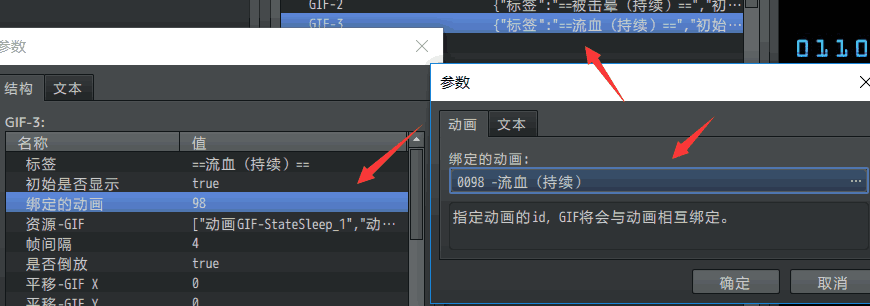 GIF-2 {"标签":"==被击晕（持续）==","初…
GIF-3 {"标签":"==流血（持续）==","初始…
0110
参数
结构 文本
GIF-3:
名称 值
标签 ==流血（持续）==
初始是否显示 true
绑定的动画 98
资源-GIF ["动画GIF-StateSleep_1","动…
帧间隔 4
是否倒放 true
平移-GIF X 0
平移-GIF Y 0
参数
动画 文本
绑定的动画:
0098 -流血（持续） …
指定动画的id, GIF将会与动画相互绑定。
确定 取消